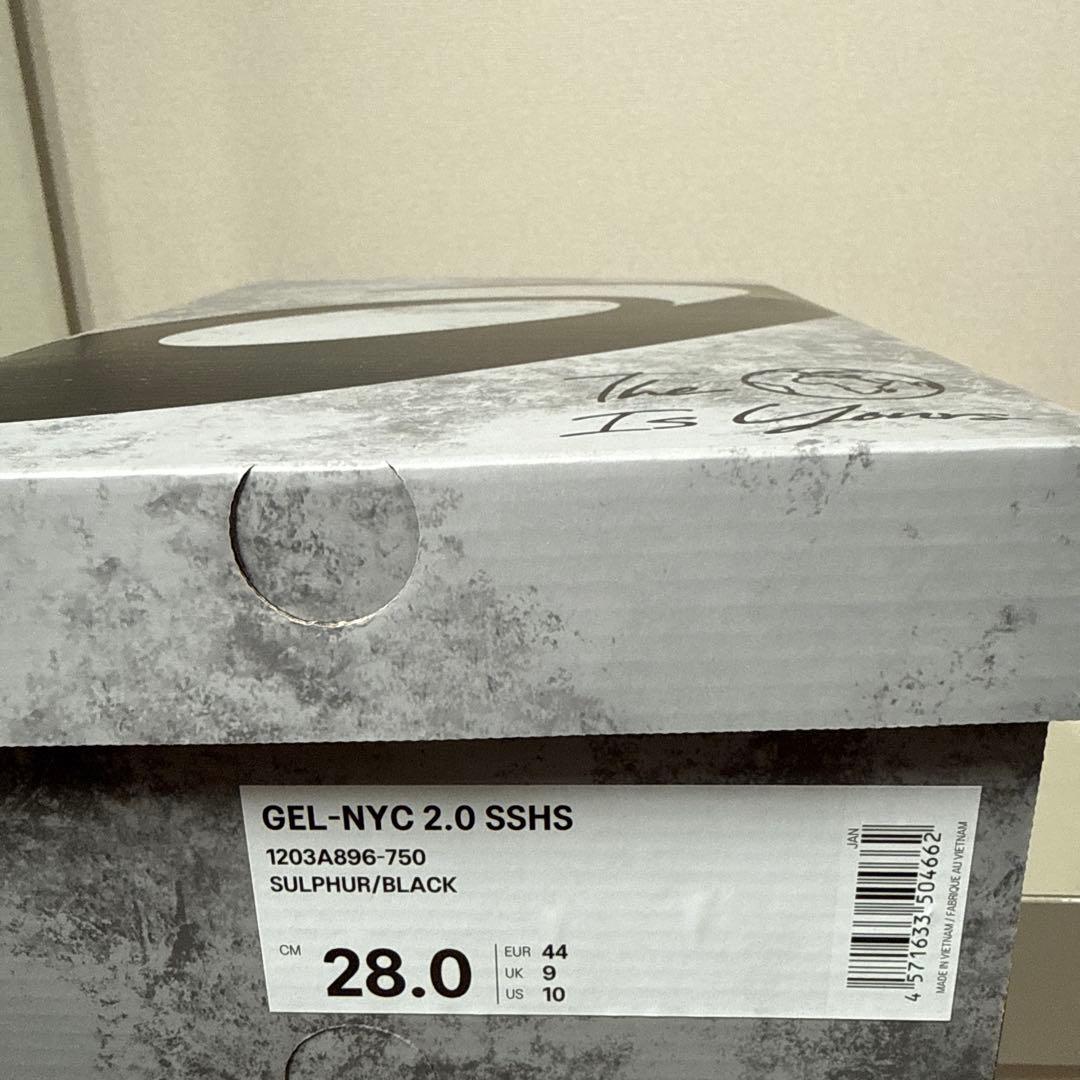 The
Is Yours
GEL-NYC 2.0 SSHS
1203A896-750
SULPHUR/BLACK
CM 28.0
EUR 44
UK 9
US 10
JAN
4 571633 504662
MADE IN VIETNAM / FABRIQUE AU VIETNAM